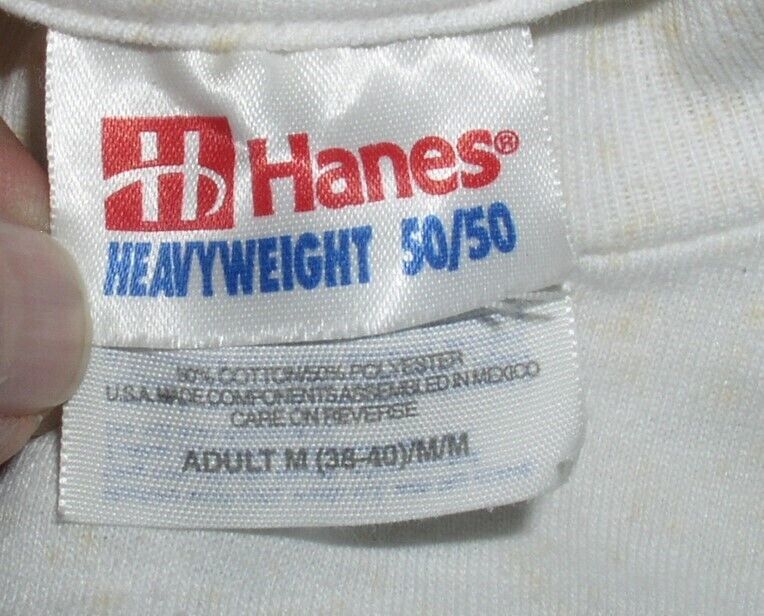 H Hanes®
HEAVYWEIGHT 50/50
50% COTTON/50% POLYESTER
U.S.A. MADE COMPONENTS ASSEMBLED IN MEXICO
CARE ON REVERSE
ADULT M (38-40)/M/M